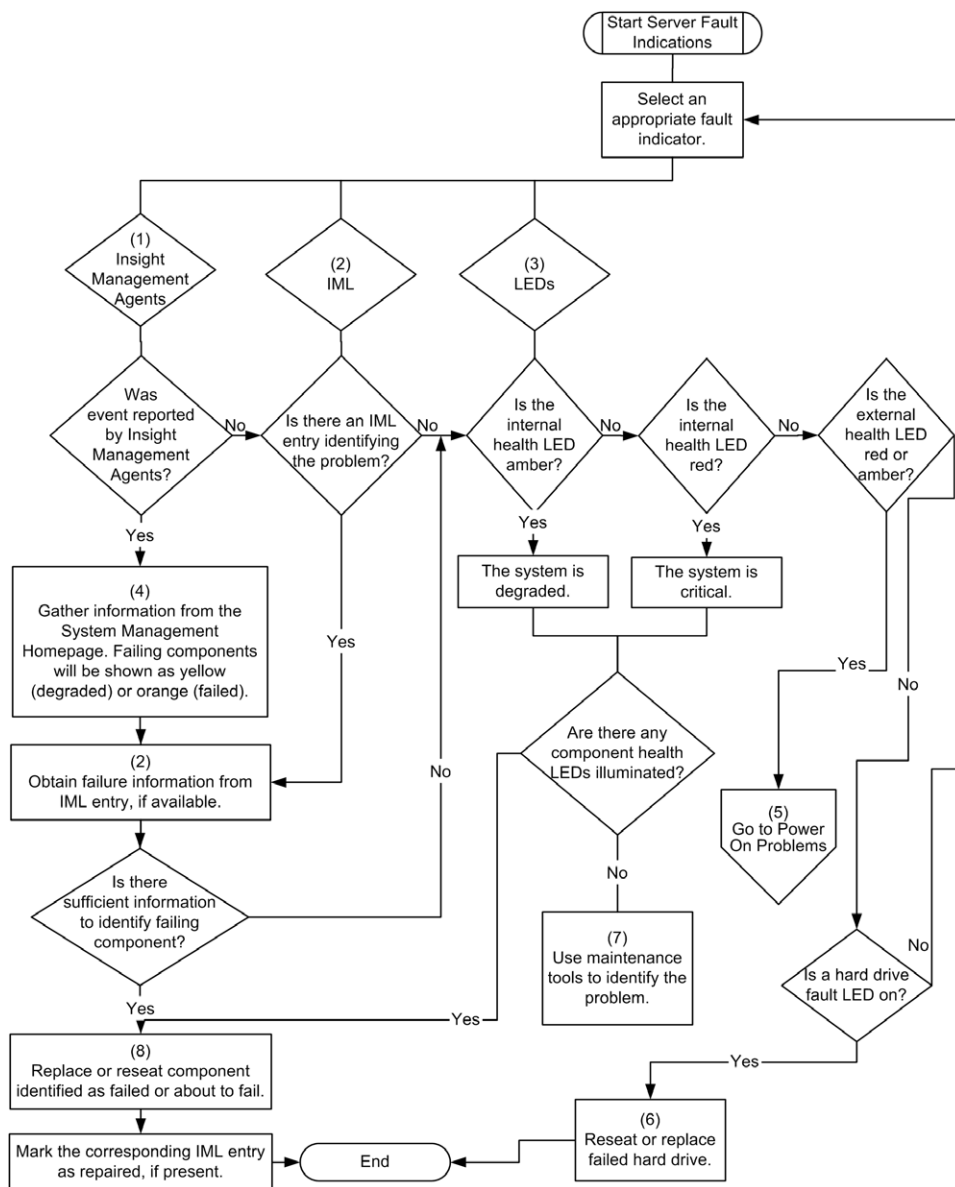 Start Server Fault
Indications
Select an
appropriate fault
indicator.
(1)
Insight
Management
Agents
(2)
IML
(3)
LEDs
Was
event reported
by Insight
Management
Agents?
No
Is there an IML
entry identifying
the problem?
No
Is the
internal
health LED
amber?
No
Is the
internal
health LED
red?
No
Is the
external
health LED
red or
amber?
Yes
Yes
Yes
(4)
Gather information from the
System Management
Homepage. Failing components
will be shown as yellow
(degraded) or orange (failed).
The system is
degraded.
The system is
critical.
Yes
Yes
No
Are there any
component health
LEDs illuminated?
No
(2)
Obtain failure information from
IML entry, if available.
(5)
Go to Power
On Problems
Is there
sufficient information
to identify failing
component?
No
(7)
Use maintenance
tools to identify the
problem.
No
Is a hard drive
fault LED on?
Yes
Yes
Yes
(8)
Replace or reseat component
identified as failed or about to fail.
(6)
Reseat or replace
failed hard drive.
Mark the corresponding IML entry
as repaired, if present.
End